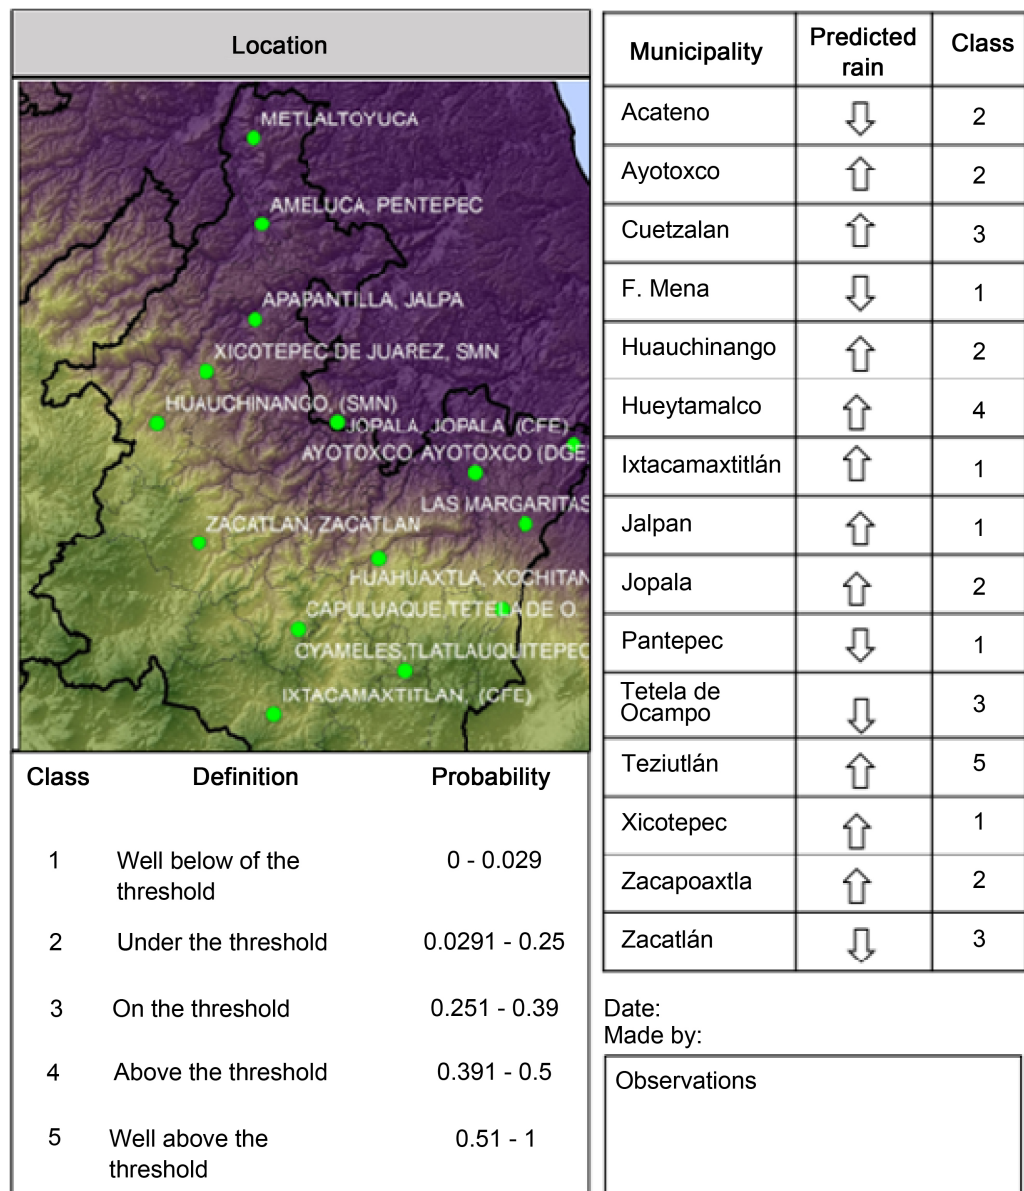 Location
METLALTOYUCA
AMELUCA, PENTEPEC
APAPANTILLA, JALPA
XICOTEPEC DE JUAREZ, SMN
HUAUCHINANGO, (SMN)
JOPALA, JOPALA, (CFE)
AYOTOXCO, AYOTOXCO (DGE
LAS MARGARITAS
ZACATLAN, ZACATLAN
HUAHUAXTLA, XOCHITAN
CAPULUAQUE,TETELA DE O
OYAMELES,TLATLAUQUITEPEC
IXTACAMAXTITLAN, (CFE)
Class Definition Probability
1 Well below of the 0 - 0.029
threshold
2 Under the threshold 0.0291 - 0.25
3 On the threshold 0.251 - 0.39
4 Above the threshold 0.391 - 0.5
5 Well above the 0.51 - 1
threshold
Municipality Predicted Class
rain
Acateno 2
Ayotoxco 2
Cuetzalan 3
F. Mena 1
Huauchinango 2
Hueytamalco 4
Ixtacamaxtitlán 1
Jalpan 1
Jopala 2
Pantepec 1
Tetela de 3
Ocampo
Teziutlán 5
Xicotepec 1
Zacapoaxtla 2
Zacatlán 3
Date:
Made by:
Observations